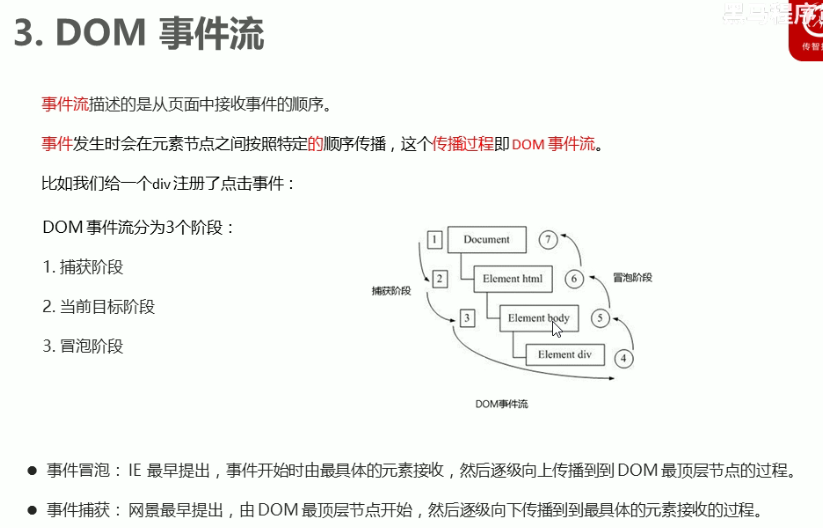 3. DOM 事件流
事件流描述的是从页面中接收事件的顺序。
事件发生时会在元素节点之间按照特定的顺序传播，这个传播过程即DOM 事件流。
比如我们给一个div 注册了点击事件：
DOM 事件流分为3个阶段：
1. 捕获阶段
2. 当前目标阶段
3. 冒泡阶段
1 Document 7
2 Element html 6 冒泡阶段
捕获阶段
3 Element body 5
Element div 4
DOM事件流
● 事件冒泡： IE 最早提出，事件开始时由最具体的元素接收，然后逐级向上传播到到 DOM 最顶层节点的过程。
● 事件捕获： 网景最早提出，由 DOM 最顶层节点开始，然后逐级向下传播到到最具体的元素接收的过程。